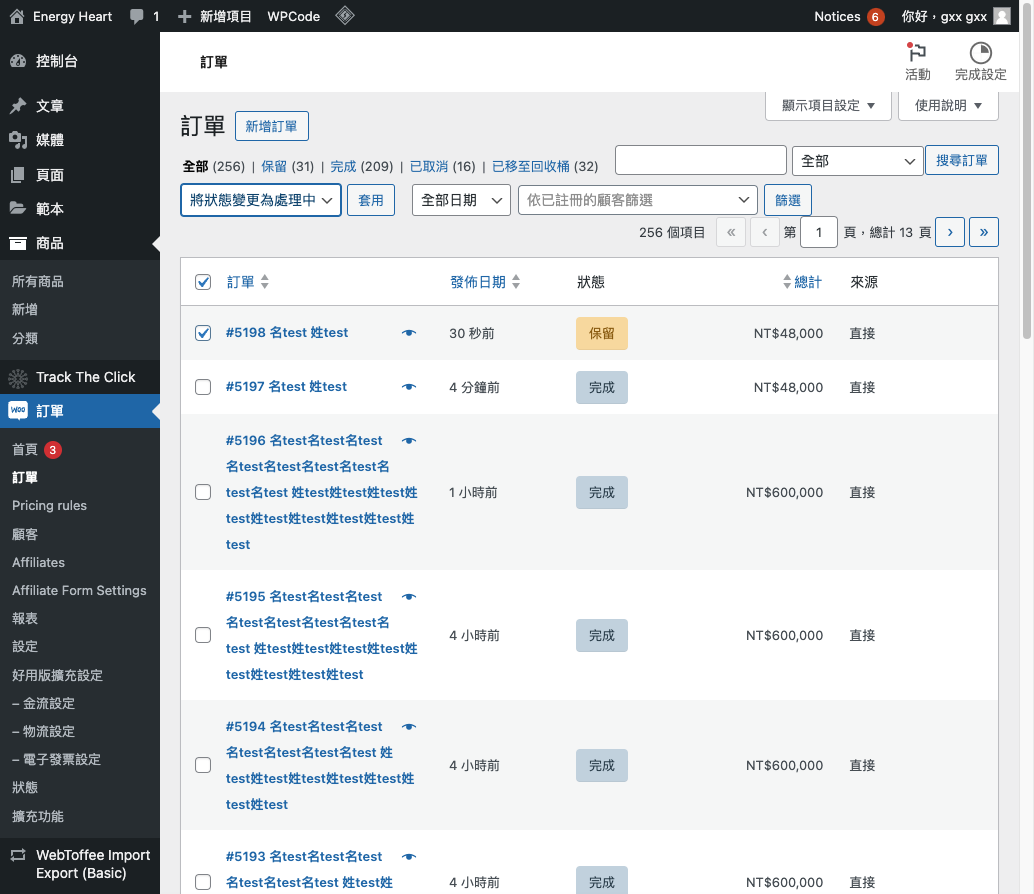 Energy Heart 1 新增項目 WPCode Notices 6 你好，gxx gxx
控制台
文章
媒體
頁面
範本
商品
所有商品
新增
分類
Track The Click
woo 訂單
首頁 3
訂單
Pricing rules
顧客
Affiliates
Affiliate Form Settings
報表
設定
好用版擴充設定
– 金流設定
– 物流設定
– 電子發票設定
狀態
擴充功能
WebToffee Import
Export (Basic)
訂單
活動 完成設定
顯示項目設定 ▼ 使用說明 ▼
訂單 新增訂單
全部 (256) | 保留 (31) | 完成 (209) | 已取消 (16) | 已移至回收桶 (32)
全部 搜尋訂單
將狀態變更為處理中 套用 全部日期 依已註冊的顧客篩選 篩選
256 個項目 « ‹ 第 1 頁，總計 13 頁 › »
訂單 發佈日期 狀態 總計 來源
#5198 名test 姓test 30 秒前 保留 NT$48,000 直接
#5197 名test 姓test 4 分鐘前 完成 NT$48,000 直接
#5196 名test名test名test
名test名test名test名test名
test名test 姓test姓test姓test姓 1 小時前 完成 NT$600,000 直接
test姓test姓test姓test姓test姓
test
#5195 名test名test名test
名test名test名test名test名
test 姓test姓test姓test姓test姓 4 小時前 完成 NT$600,000 直接
test姓test姓test姓test
#5194 名test名test名test
名test名test名test名test 姓
test姓test姓test姓test姓test姓 4 小時前 完成 NT$600,000 直接
test姓test
#5193 名test名test名test
名test名test名test 姓test姓 4 小時前 完成 NT$600,000 直接